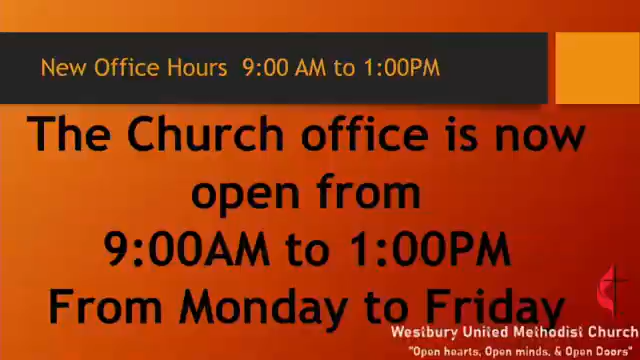 New Office Hours  9:00 AM to 1:00PM
The Church office is now
open from
9:00AM to 1:00PM
From Monday to Friday
Westbury United Methodist Church
"Open hearts, Open minds, & Open Doors"